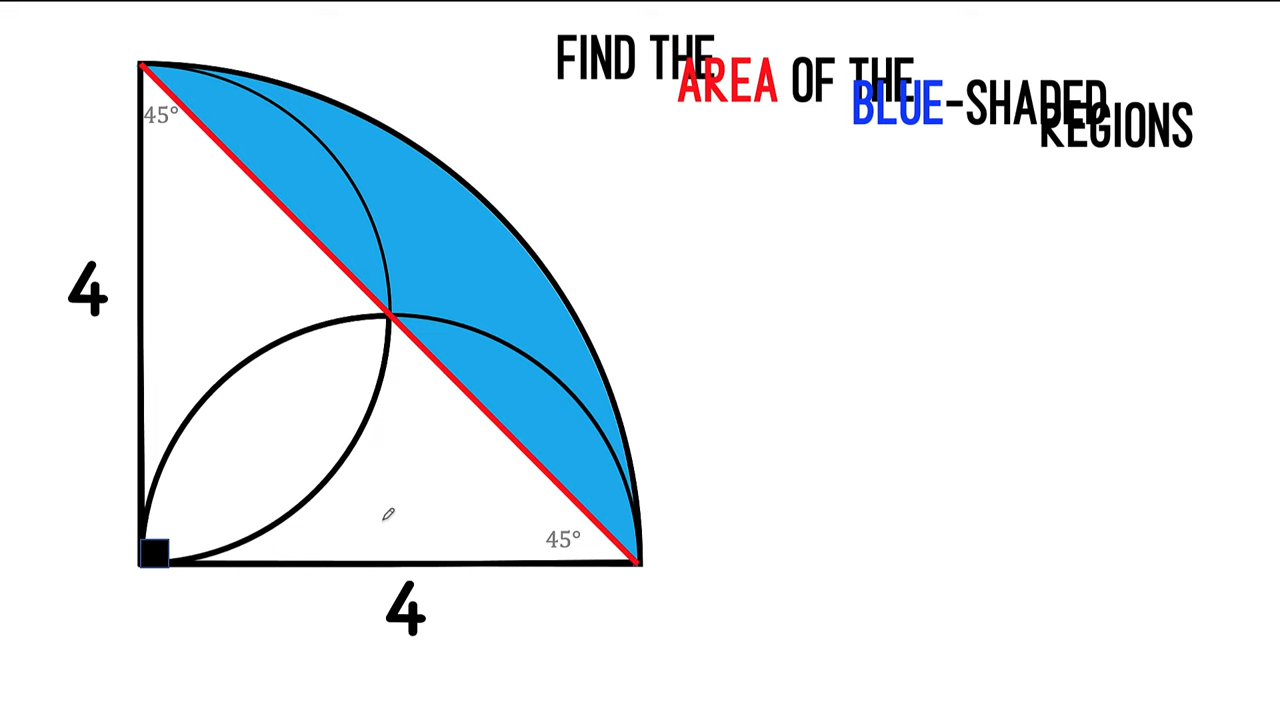 FIND THE
AREA OF THE
BLUE-SHADED
REGIONS
45°
4
45°
4